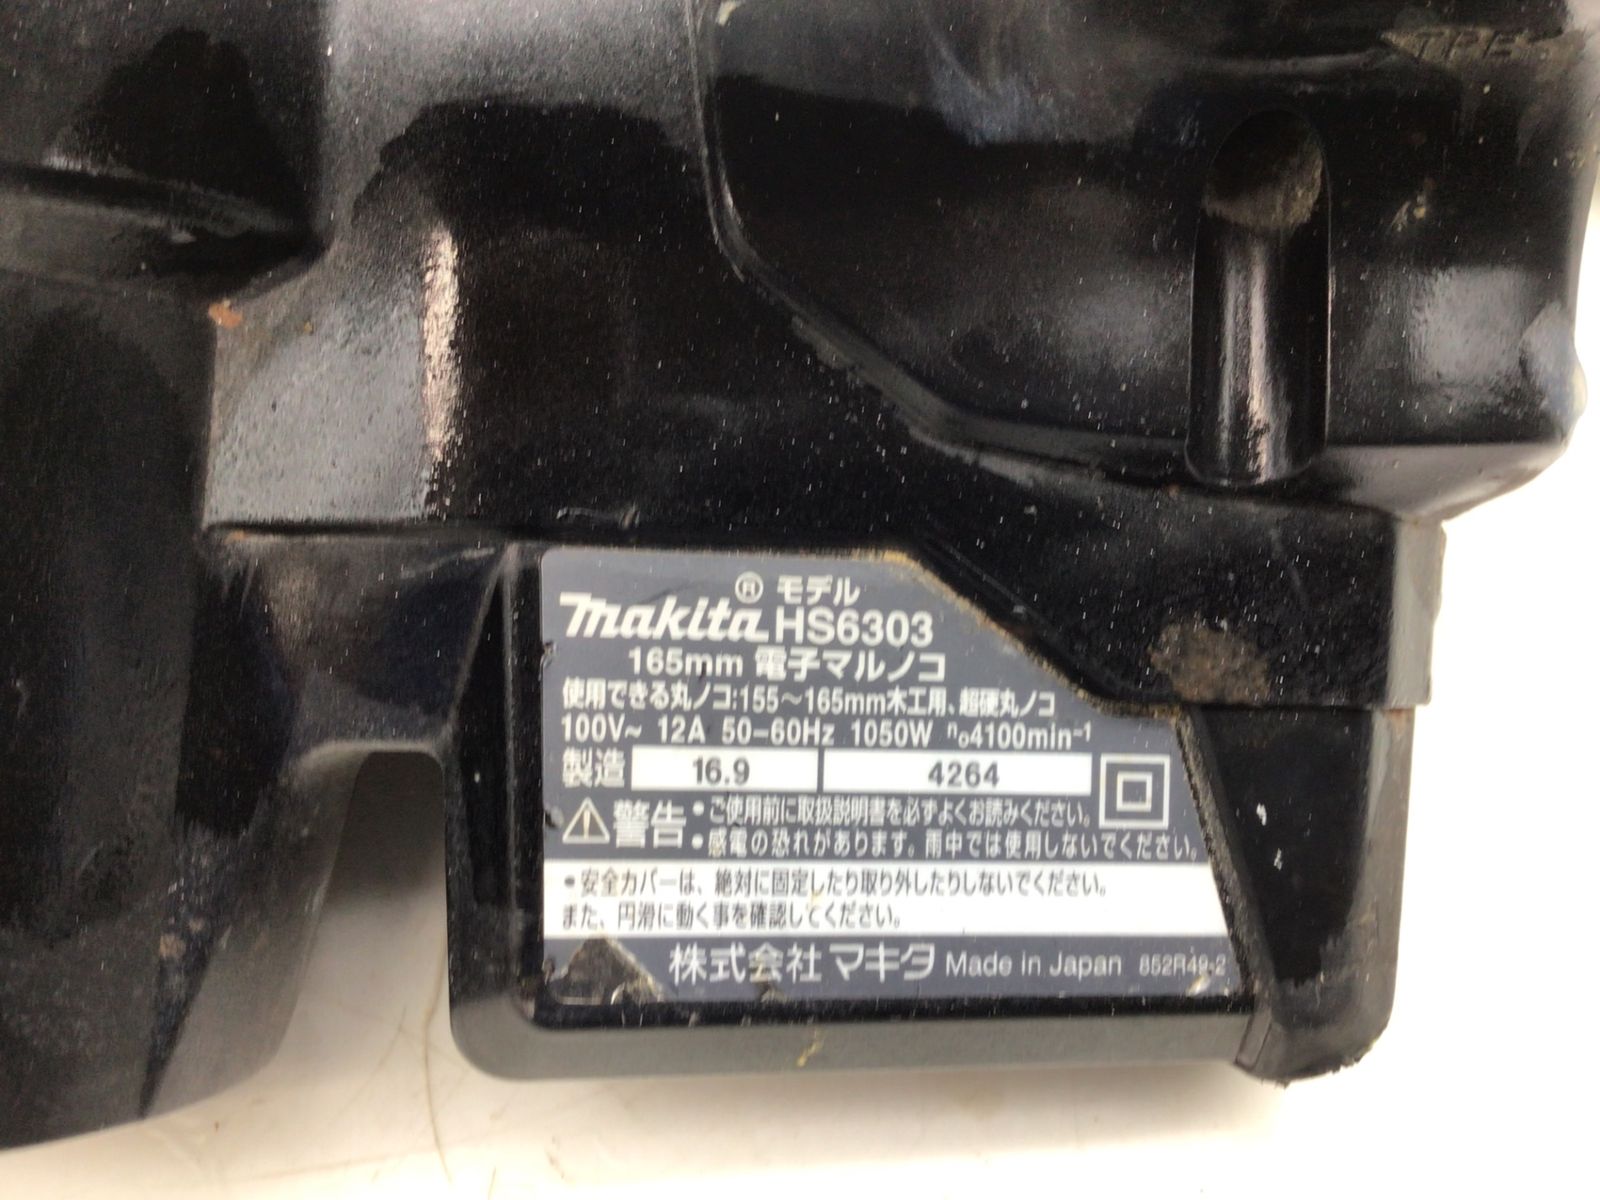 ® モデル
makita HS6303
165mm 電子マルノコ
使用できる丸ノコ:155～165mm木工用、超硬丸ノコ
100V~ 12A 50-60Hz 1050W n₀4100min⁻¹
製造 16.9 4264
警告 •ご使用前に取扱説明書を必ずよくお読みください。
•感電の恐れがあります。雨中では使用しないでください。
•安全カバーは、絶対に固定したり取り外したりしないでください。
また、円滑に動く事を確認してください。
株式会社マキタ Made in Japan 852R49-2